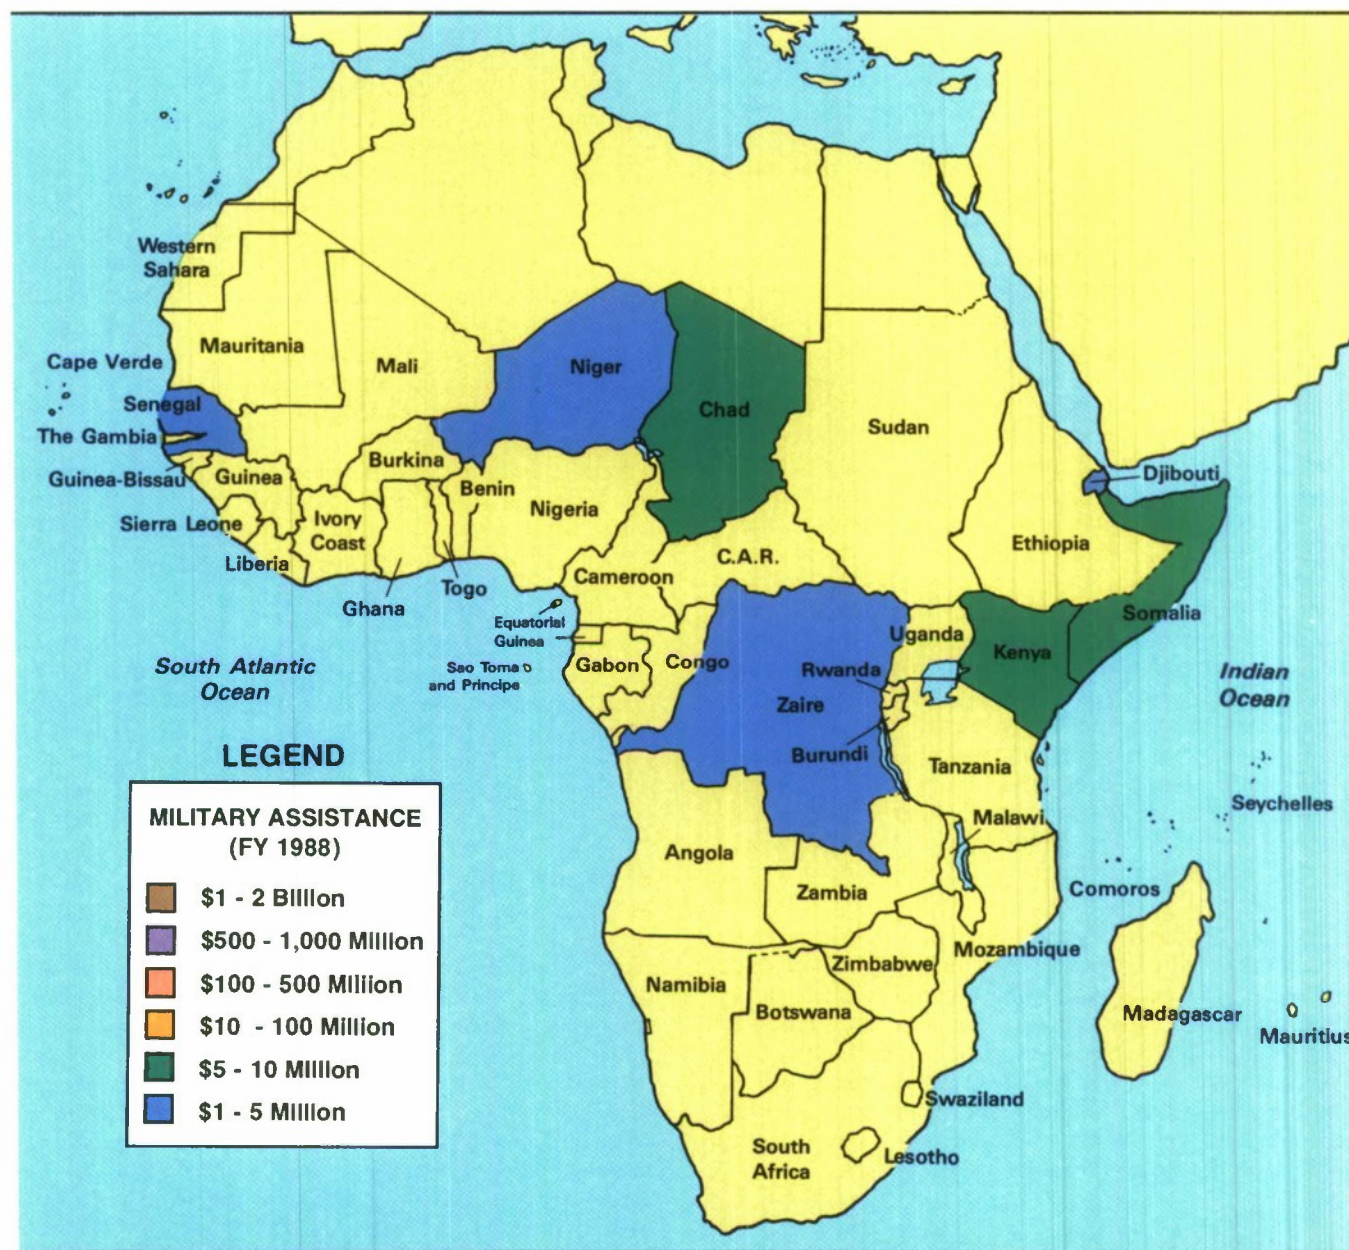 Western
Sahara
Mauritania
Mali
Niger
Chad
Sudan
Cape Verde
Senegal
The Gambia
Guinea-Bissau
Guinea
Burkina
Benin
Nigeria
Djibouti
Sierra Leone
Ivory
Coast
Liberia
Ghana
Togo
Cameroon
C.A.R.
Ethiopia
Somalia
Equatorial
Guinea
Sao Toma
and Principe
Gabon
Congo
Uganda
Kenya
Rwanda
Zaire
Burundi
Tanzania
South Atlantic
Ocean
Indian
Ocean
Seychelles
Malawi
Angola
Zambia
Comoros
Mozambique
Zimbabwe
Namibia
Botswana
Madagascar
Mauritius
Swaziland
South
Africa
Lesotho
LEGEND
MILITARY ASSISTANCE
(FY 1988)
$1 - 2 Billion
$500 - 1,000 Million
$100 - 500 Million
$10 - 100 Million
$5 - 10 Million
$1 - 5 Million